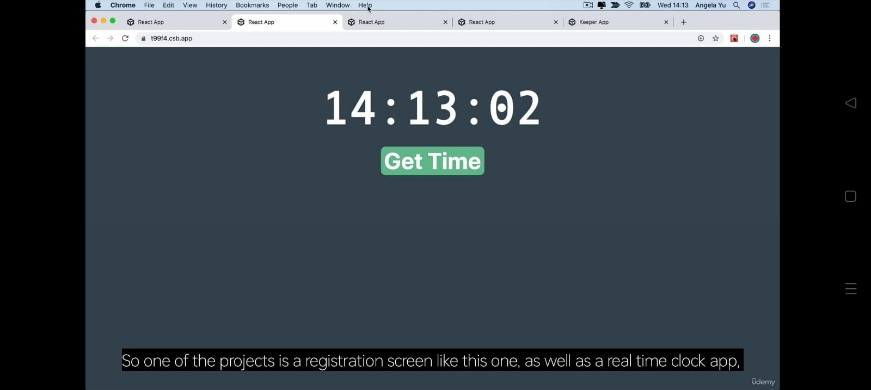 Chrome File Edit View History Bookmarks People Tab Window Help Wed 14:13 Angela Yu
React App × React App × React App × React App × Keeper App × +
t99f4.csb.app
14:13:02
Get Time
So one of the projects is a registration screen like this one, as well as a real time clock app,
ûdemy